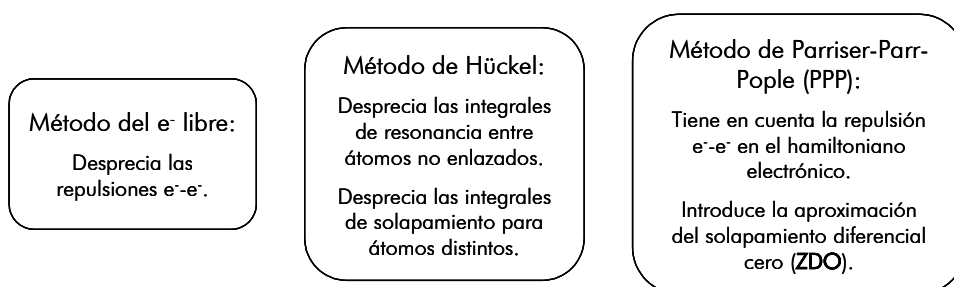 Método del e⁻ libre:
Desprecia las
repulsiones e⁻-e⁻.
Método de Hückel:
Desprecia las integrales
de resonancia entre
átomos no enlazados.
Desprecia las integrales
de solapamiento para
átomos distintos.
Método de Parriser-Parr-
Pople (PPP):
Tiene en cuenta la repulsión
e⁻-e⁻ en el hamiltoniano
electrónico.
Introduce la aproximación
del solapamiento diferencial
cero (ZDO).